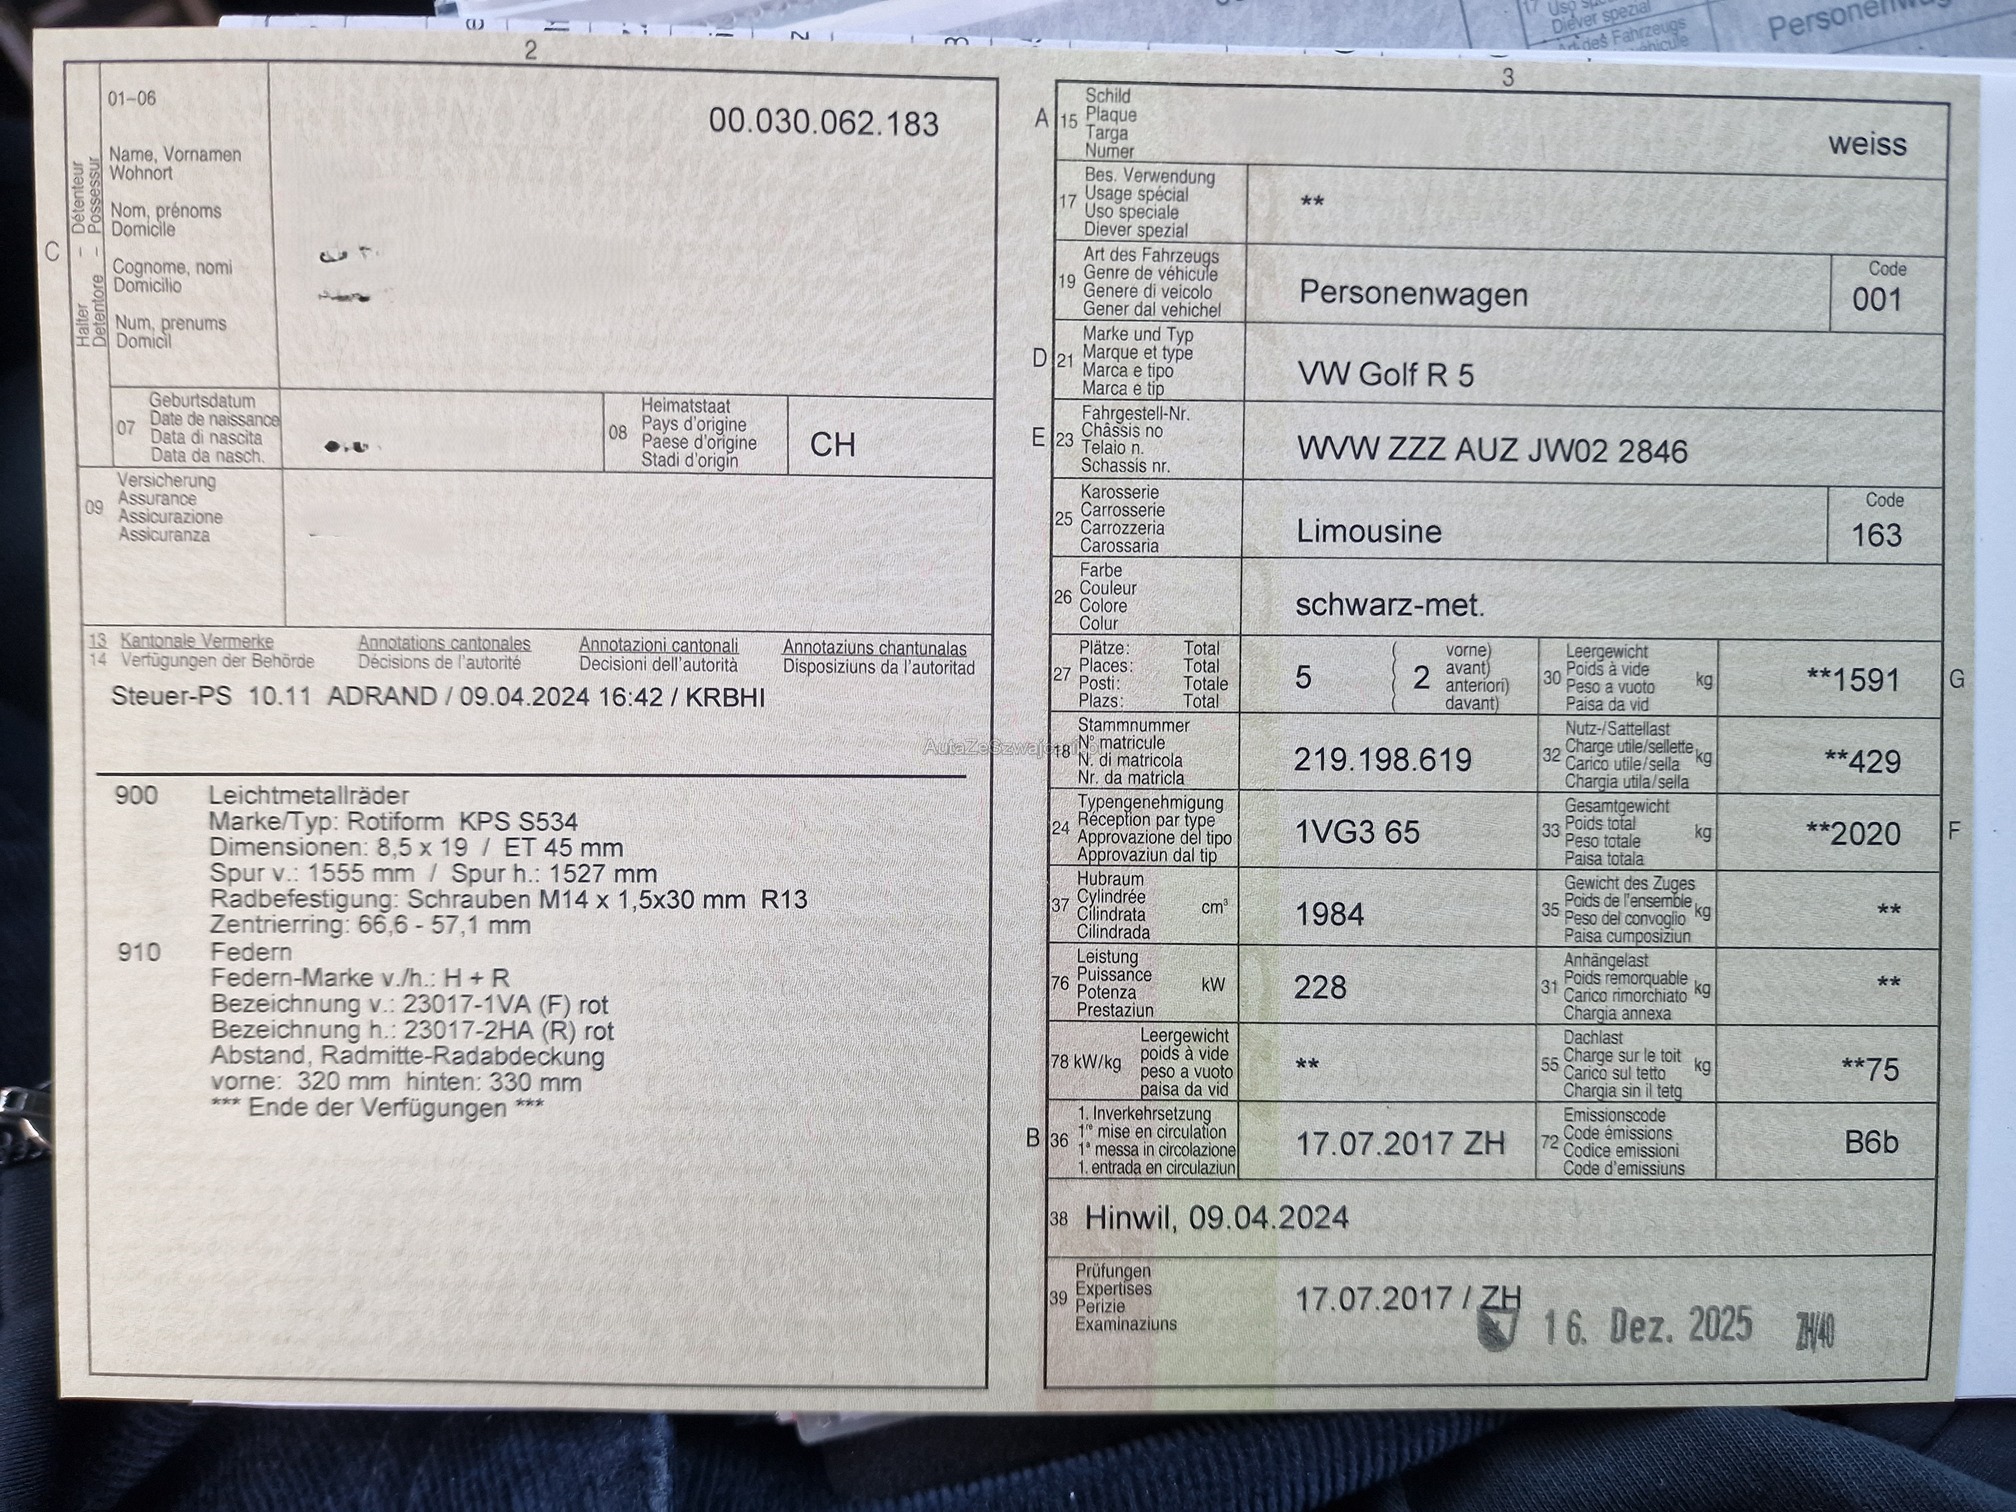 2
01–06
00.030.062.183
Name, Vornamen
Wohnort
Nom, prénoms
Domicile
Cognome, nomi
Domicilio
Num, prenums
Domicil
C
Halter – Détenteur
Detentore – Possessur
07
Geburtsdatum
Date de naissance
Data di nascita
Data da nasch.
08
Heimatstaat
Pays d'origine
Paese d'origine
Stadi d'origin
CH
09
Versicherung
Assurance
Assicurazione
Assicuranza
13 Kantonale Vermerke Annotations cantonales Annotazioni cantonali Annotaziuns chantunalas
14 Verfügungen der Behörde Décisions de l'autorité Decisioni dell'autorità Disposiziuns da l'autoritad
Steuer-PS 10.11 ADRAND / 09.04.2024 16:42 / KRBHI
900 Leichtmetallräder
Marke/Typ: Rotiform KPS S534
Dimensionen: 8,5 x 19 / ET 45 mm
Spur v.: 1555 mm / Spur h.: 1527 mm
Radbefestigung: Schrauben M14 x 1,5x30 mm R13
Zentrierring: 66,6 - 57,1 mm
910 Federn
Federn-Marke v./h.: H + R
Bezeichnung v.: 23017-1VA (F) rot
Bezeichnung h.: 23017-2HA (R) rot
Abstand, Radmitte-Radabdeckung
vorne: 320 mm hinten: 330 mm
*** Ende der Verfügungen ***
3
A 15
Schild
Plaque
Targa
Numer
weiss
17
Bes. Verwendung
Usage spécial
Uso speciale
Diever spezial
**
19
Art des Fahrzeugs
Genre de véhicule
Genere di veicolo
Gener dal vehichel
Personenwagen
Code
001
D 21
Marke und Typ
Marque et type
Marca e tipo
Marca e tip
VW Golf R 5
E 23
Fahrgestell-Nr.
Châssis no
Telaio n.
Schassis nr.
WVW ZZZ AUZ JW02 2846
25
Karosserie
Carrosserie
Carrozzeria
Carossaria
Limousine
Code
163
26
Farbe
Couleur
Colore
Colur
schwarz-met.
27
Plätze: Total
Places: Total
Posti: Totale
Plazs: Total
5
2
vorne)
avant)
anteriori)
davant)
30
Leergewicht
Poids à vide
Peso a vuoto
Paisa da vid
kg
**1591
G
18
Stammnummer
N° matricule
N. di matricola
Nr. da matricla
219.198.619
32
Nutz-/Sattellast
Charge utile/sellette
Carico utile/sella
Chargia utila/sella
kg
**429
24
Typengenehmigung
Réception par type
Approvazione del tipo
Approvaziun dal tip
1VG3 65
33
Gesamtgewicht
Poids total
Peso totale
Paisa totala
kg
**2020
F
37
Hubraum
Cylindrée
Cilindrata
Cilindrada
cm³
1984
35
Gewicht des Zuges
Poids de l'ensemble
Peso del convoglio
Paisa cumposiziun
kg
**
76
Leistung
Puissance
Potenza
Prestaziun
kW
228
31
Anhängelast
Poids remorquable
Carico rimorchiato
Chargia annexa
kg
**
78 kW/kg
Leergewicht
poids à vide
peso a vuoto
paisa da vid
**
55
Dachlast
Charge sur le toit
Carico sul tetto
Chargia sin il tetg
kg
**75
B 36
1. Inverkehrsetzung
1re mise en circulation
1a messa in circolazione
1. entrada en circulaziun
17.07.2017 ZH
72
Emissionscode
Code émissions
Codice emissioni
Code d'emissiuns
B6b
38 Hinwil, 09.04.2024
39
Prüfungen
Expertises
Perizie
Examinaziuns
17.07.2017 / ZH
16. Dez. 2025 ZH/40